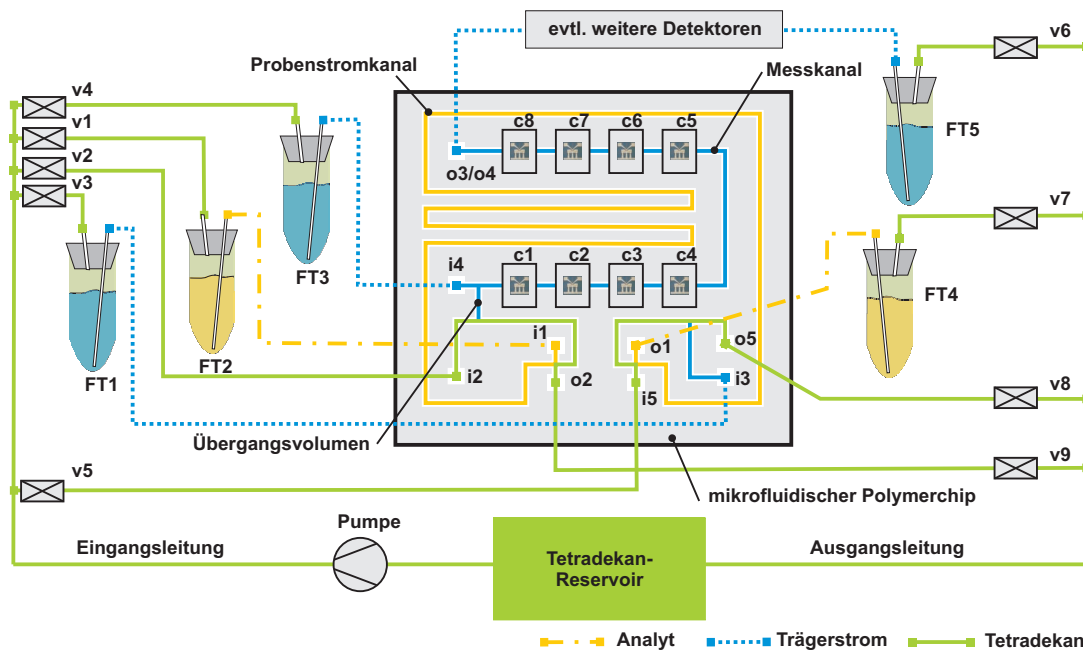 evtl. weitere Detektoren
v6
Probenstromkanal
Messkanal
v4
v1
v2
v3
c8
c7
c6
c5
FT5
o3/o4
v7
FT3
i4
c1
c2
c3
c4
FT4
i1
o1
o5
FT1
FT2
i2
o2
i5
i3
v8
Übergangsvolumen
v9
v5
mikrofluidischer Polymerchip
Pumpe
Eingangsleitung
Tetradekan-
Reservoir
Ausgangsleitung
Analyt
Trägerstrom
Tetradekan